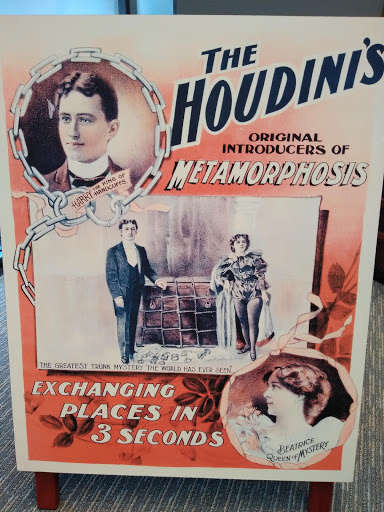 THE
HOUDINI'S
ORIGINAL
INTRODUCERS OF
METAMORPHOSIS
HARRY THE KING OF
HANDCUFFS
THE GREATEST TRUNK MYSTERY THE WORLD HAS EVER SEEN
EXCHANGING
PLACES IN
3 SECONDS
BEATRICE
QUEEN OF MYSTERY